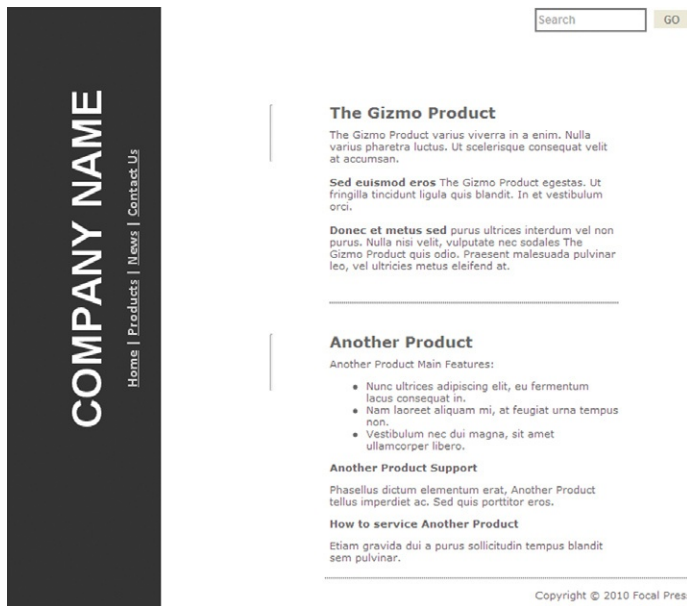 Search GO
COMPANY NAME
Home | Products | News | Contact Us
The Gizmo Product
The Gizmo Product varius viverra in a enim. Nulla
varius pharetra luctus. Ut scelerisque consequat velit
at accumsan.
Sed euismod eros The Gizmo Product egestas. Ut
fringilla tincidunt ligula quis blandit. In et vestibulum
orci.
Donec et metus sed purus ultrices interdum vel non
purus. Nulla nisi velit, vulputate nec sodales The
Gizmo Product quis odio. Praesent malesuada pulvinar
leo, vel ultricies metus eleifend at.
Another Product
Another Product Main Features:
• Nunc ultrices adipiscing elit, eu fermentum
lacus consequat in.
• Nam laoreet aliquam mi, at feugiat urna tempus
non.
• Vestibulum nec dui magna, sit amet
ullamcorper libero.
Another Product Support
Phasellus dictum elementum erat, Another Product
tellus imperdiet ac. Sed quis porttitor eros.
How to service Another Product
Etiam gravida dui a purus sollicitudin tempus blandit
sem pulvinar.
Copyright © 2010 Focal Pres